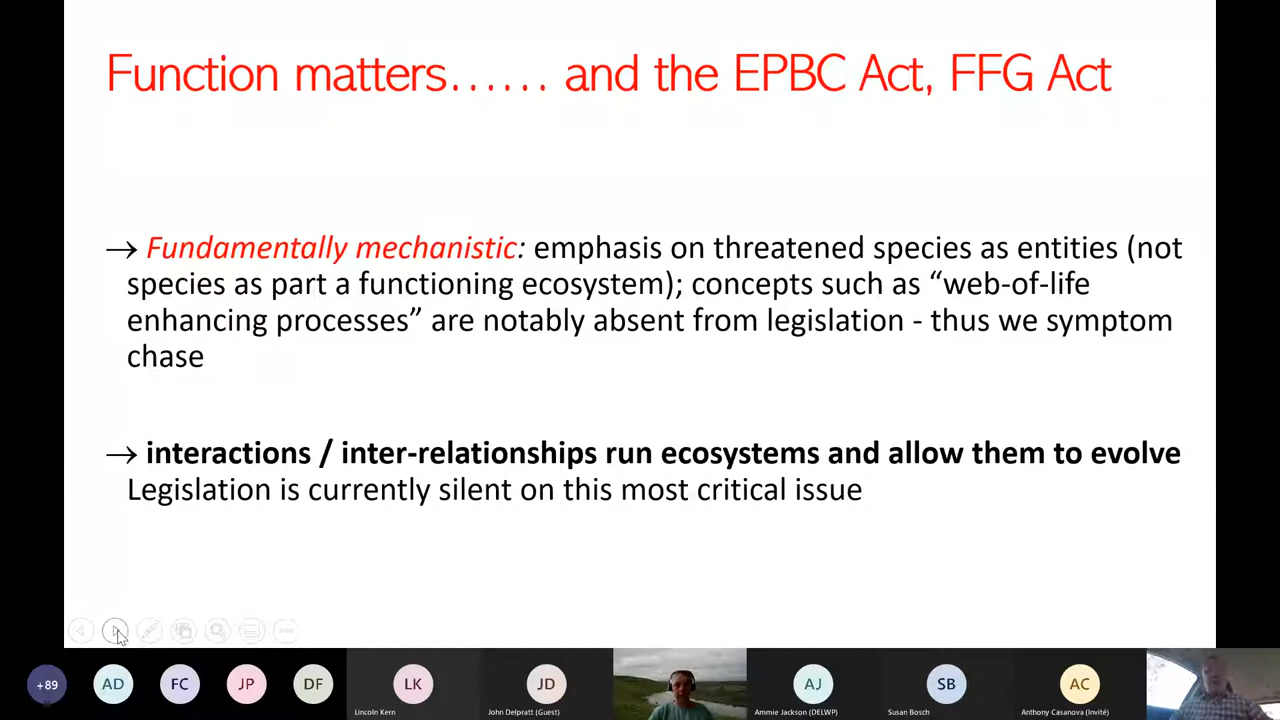 Function matters…… and the EPBC Act, FFG Act
→ Fundamentally mechanistic: emphasis on threatened species as entities (not
species as part a functioning ecosystem); concepts such as “web-of-life
enhancing processes” are notably absent from legislation - thus we symptom
chase
→ interactions / inter-relationships run ecosystems and allow them to evolve
Legislation is currently silent on this most critical issue
+89
AD
FC
JP
DF
LK
Lincoln Kern
JD
John Delpratt (Guest)
AJ
Ammie Jackson (DELWP)
SB
Susan Bosch
AC
Anthony Casanova (Invité)